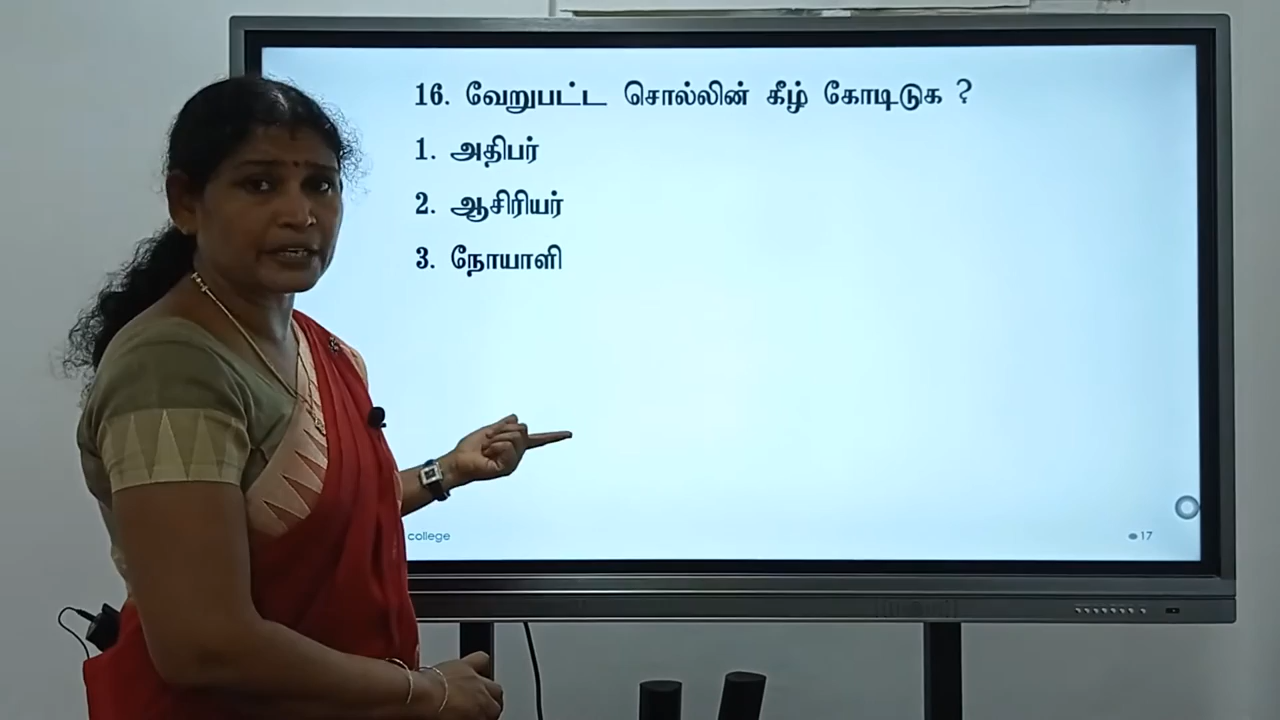 16. வேறுபட்ட சொல்லின் கீழ் கோடிடுக ?
1. அதிபர்
2. ஆசிரியர்
3. நோயாளி
college
17